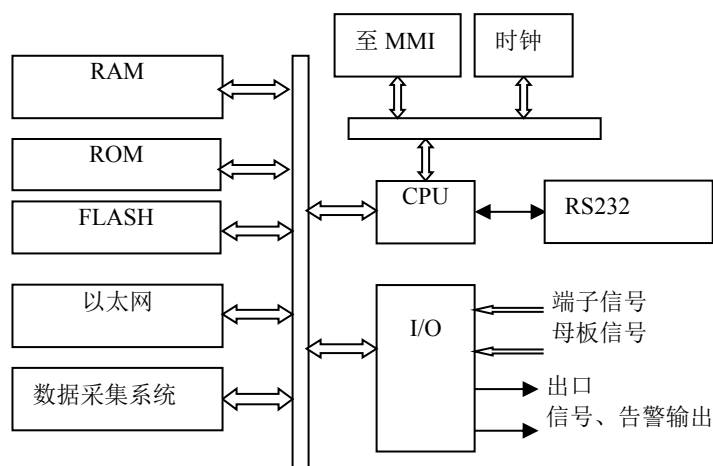 至 MMI
时钟
RAM
ROM
CPU
RS232
FLASH
以太网
I/O
端子信号
母板信号
数据采集系统
出口
信号、告警输出